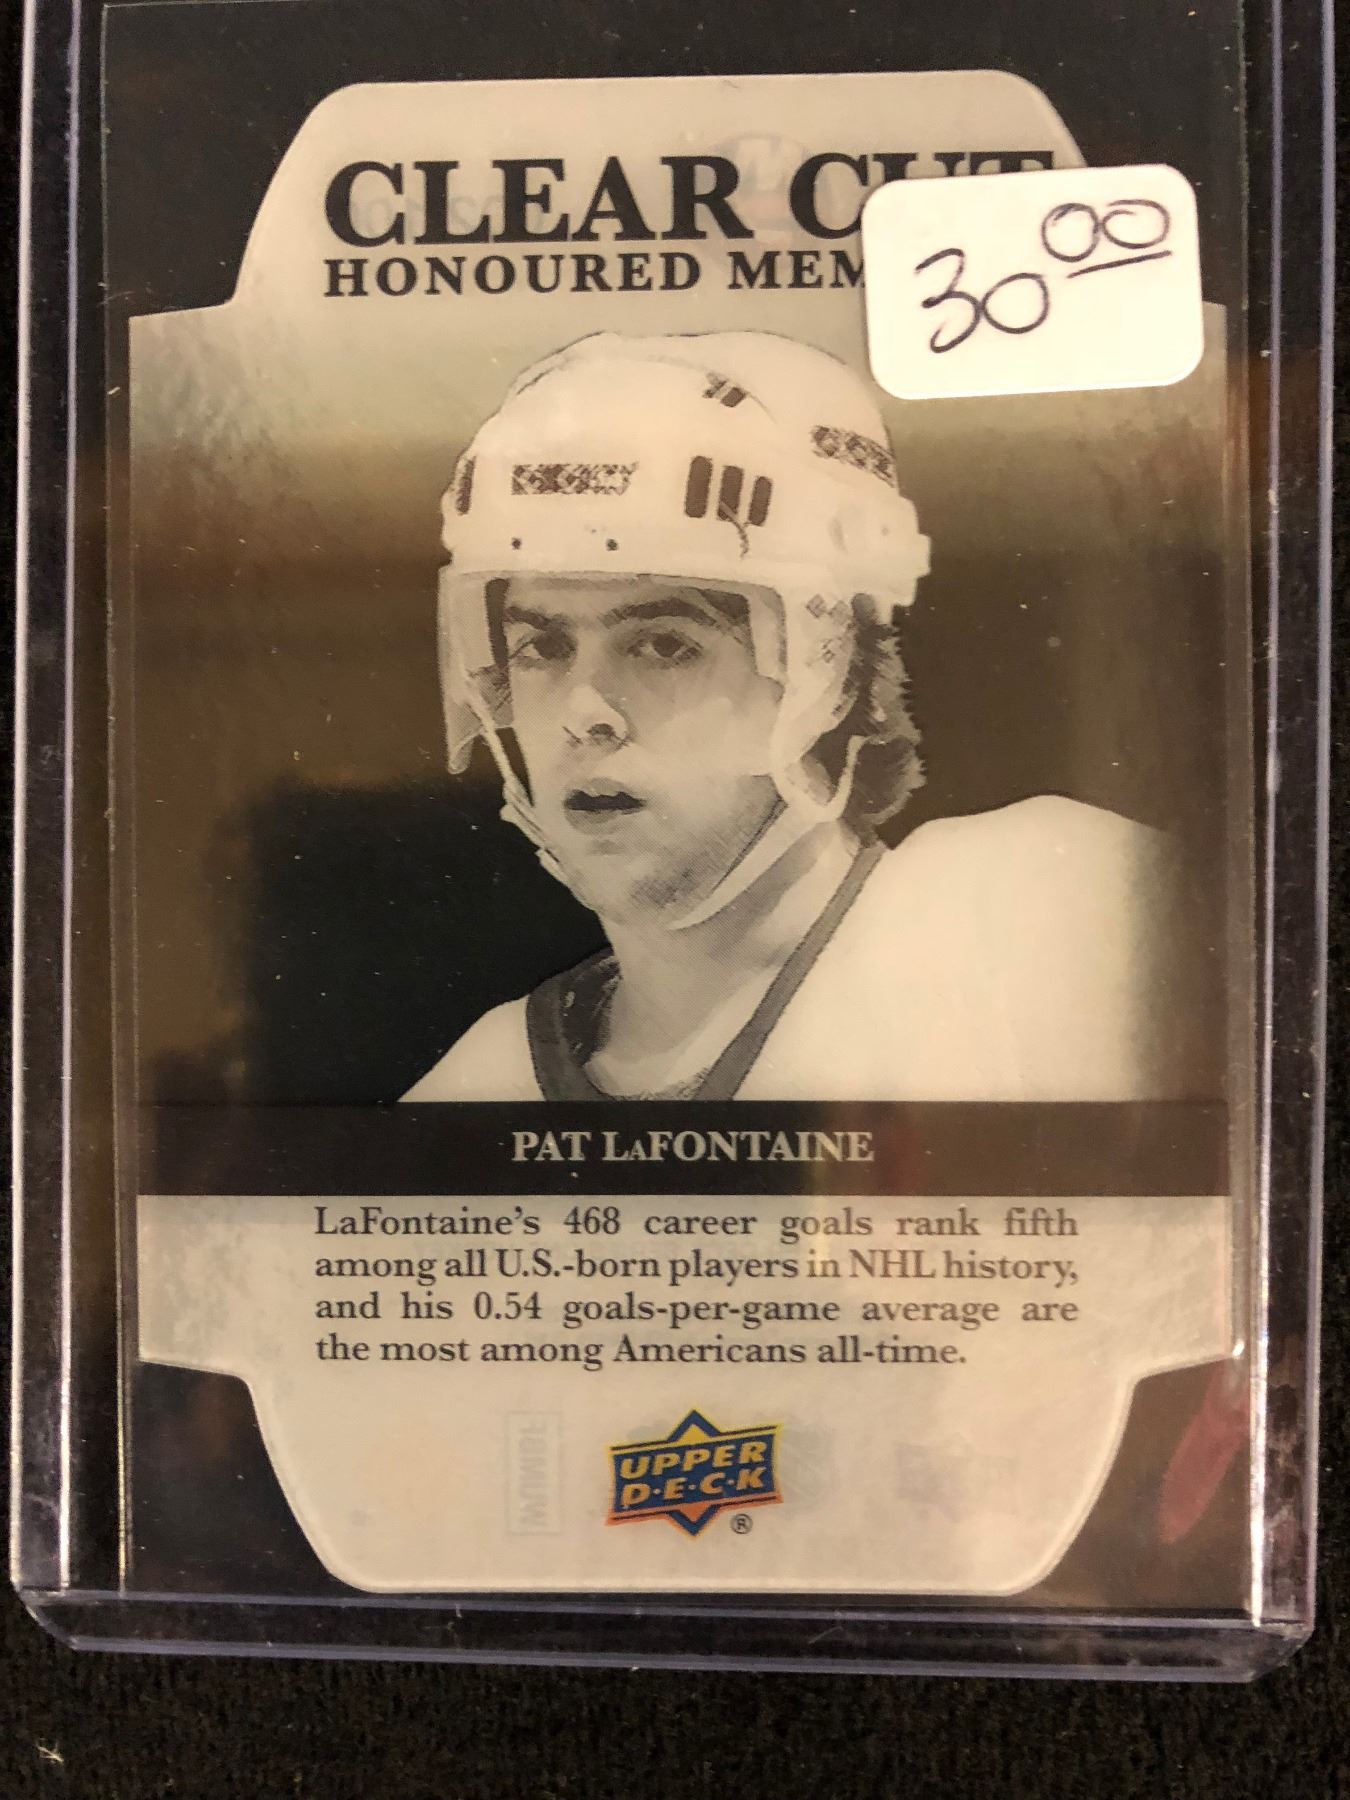 CLEAR CUT
HONOURED MEM
30 00
PAT LAFONTAINE
LaFontaine's 468 career goals rank fifth
among all U.S.-born players in NHL history,
and his 0.54 goals-per-game average are
the most among Americans all-time.
UPPER
D·E·C·K
®